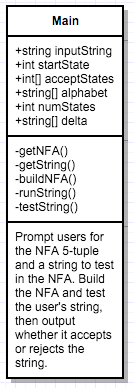 Main
+string inputString
+int startState
+int[] acceptStates
+string[] alphabet
+int numStates
+string[] delta
-getNFA()
-getString()
-buildNFA()
-runString()
-testString()
Prompt users for
the NFA 5-tuple
and a string to test
in the NFA. Build
the NFA and test
the user's string,
then output
whether it accepts
or rejects the
string.